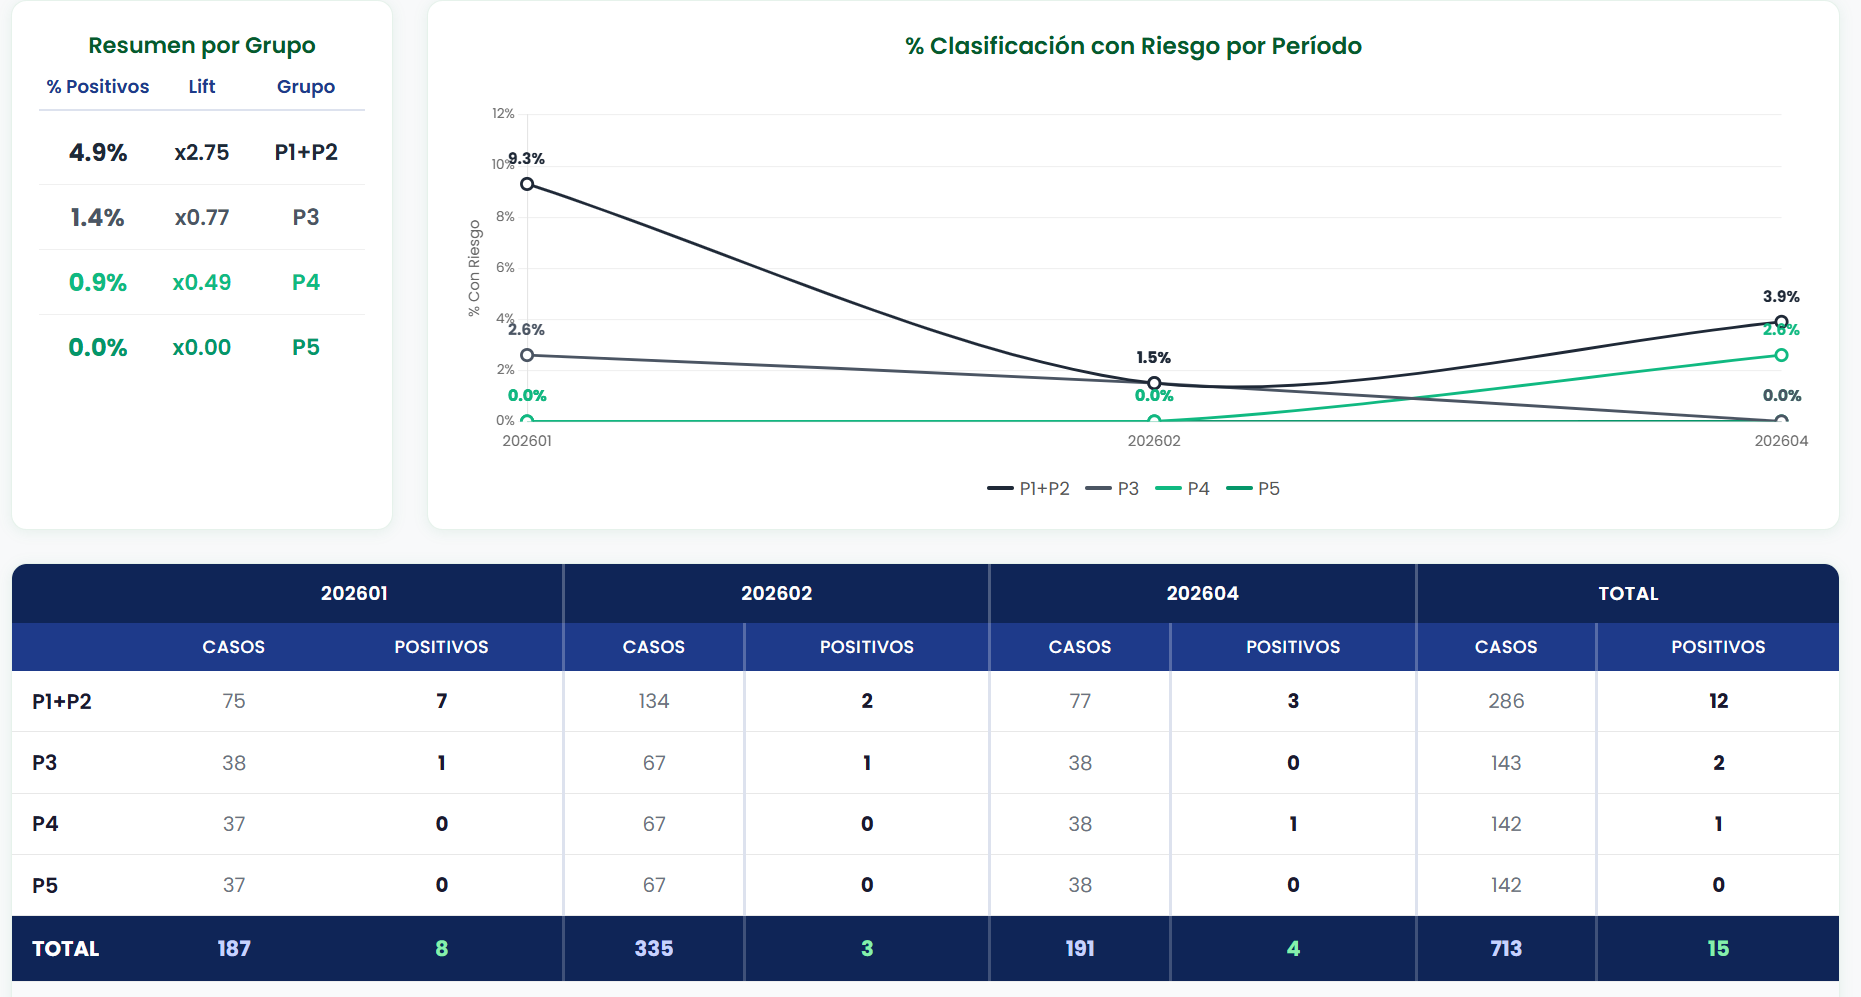 Resumen por Grupo
% Positivos Lift Grupo
4.9% x2.75 P1+P2
1.4% x0.77 P3
0.9% x0.49 P4
0.0% x0.00 P5
% Clasificación con Riesgo por Período
% Con Riesgo
12%
10%
8%
6%
4%
2%
0%
9.3%
2.6%
0.0%
1.5%
0.0%
3.9%
2.6%
0.0%
202601 202602 202604
P1+P2 P3 P4 P5
202601 202602 202604 TOTAL
CASOS POSITIVOS CASOS POSITIVOS CASOS POSITIVOS CASOS POSITIVOS
P1+P2 75 7 134 2 77 3 286 12
P3 38 1 67 1 38 0 143 2
P4 37 0 67 0 38 1 142 1
P5 37 0 67 0 38 0 142 0
TOTAL 187 8 335 3 191 4 713 15